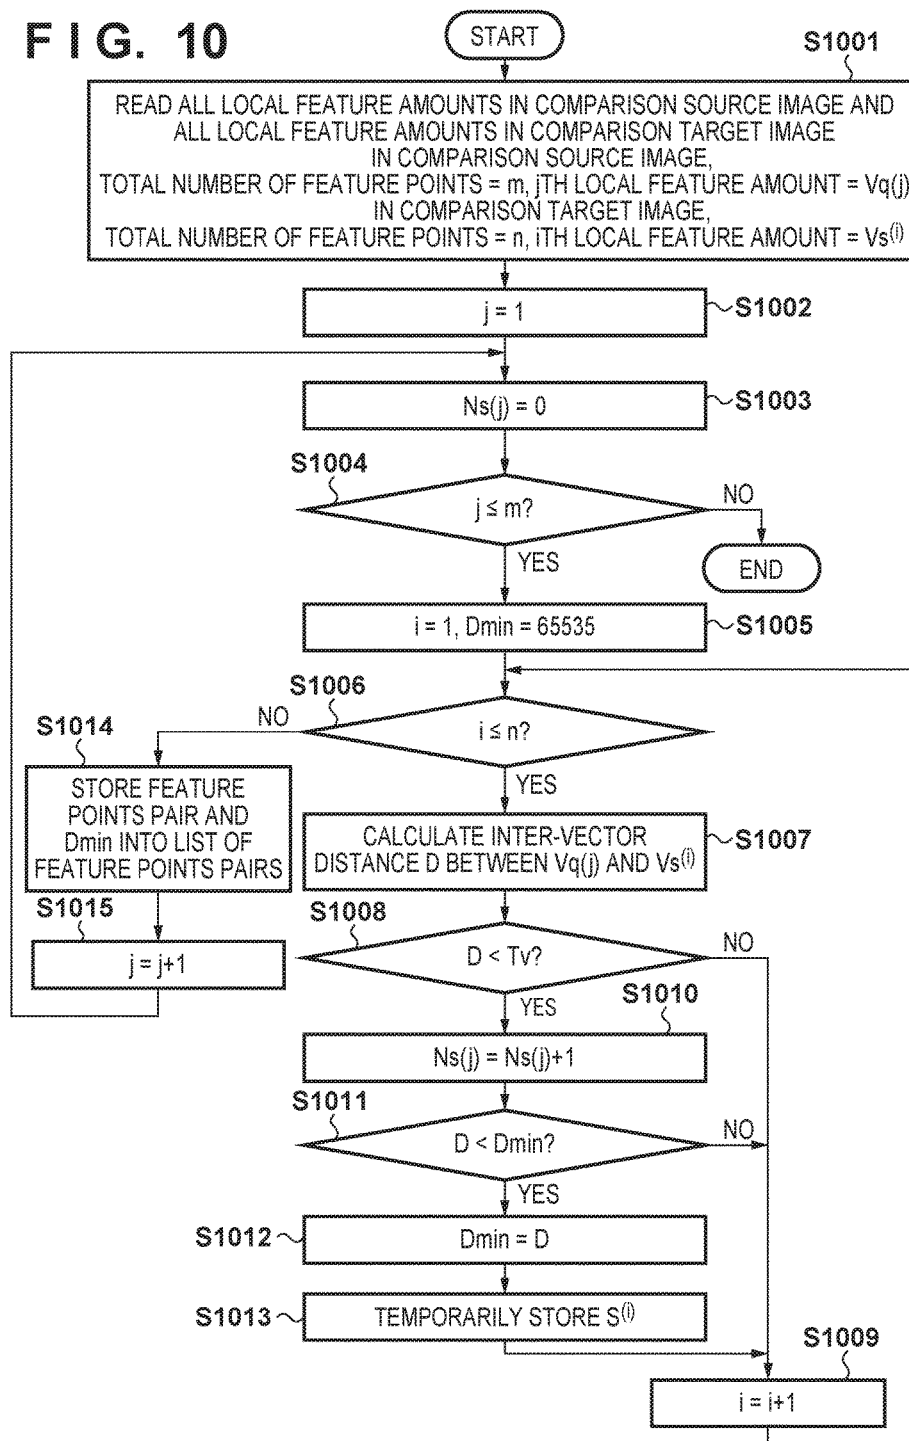 FIG. 10
START
S1001
READ ALL LOCAL FEATURE AMOUNTS IN COMPARISON SOURCE IMAGE AND
ALL LOCAL FEATURE AMOUNTS IN COMPARISON TARGET IMAGE
IN COMPARISON SOURCE IMAGE,
TOTAL NUMBER OF FEATURE POINTS = m, jTH LOCAL FEATURE AMOUNT = Vq(j)
IN COMPARISON TARGET IMAGE,
TOTAL NUMBER OF FEATURE POINTS = n, iTH LOCAL FEATURE AMOUNT = Vs(i)
j = 1
S1002
Ns(j) = 0
S1003
S1004
j ≤ m?
NO
YES
END
i = 1, Dmin = 65535
S1005
S1006
i ≤ n?
NO
YES
S1014
STORE FEATURE
POINTS PAIR AND
Dmin INTO LIST OF
FEATURE POINTS PAIRS
CALCULATE INTER-VECTOR
DISTANCE D BETWEEN Vq(j) AND Vs(i)
S1007
S1015
j = j+1
S1008
D < Tv?
NO
YES
S1010
Ns(j) = Ns(j)+1
S1011
D < Dmin?
NO
YES
S1012
Dmin = D
S1013
TEMPORARILY STORE S(i)
S1009
i = i+1